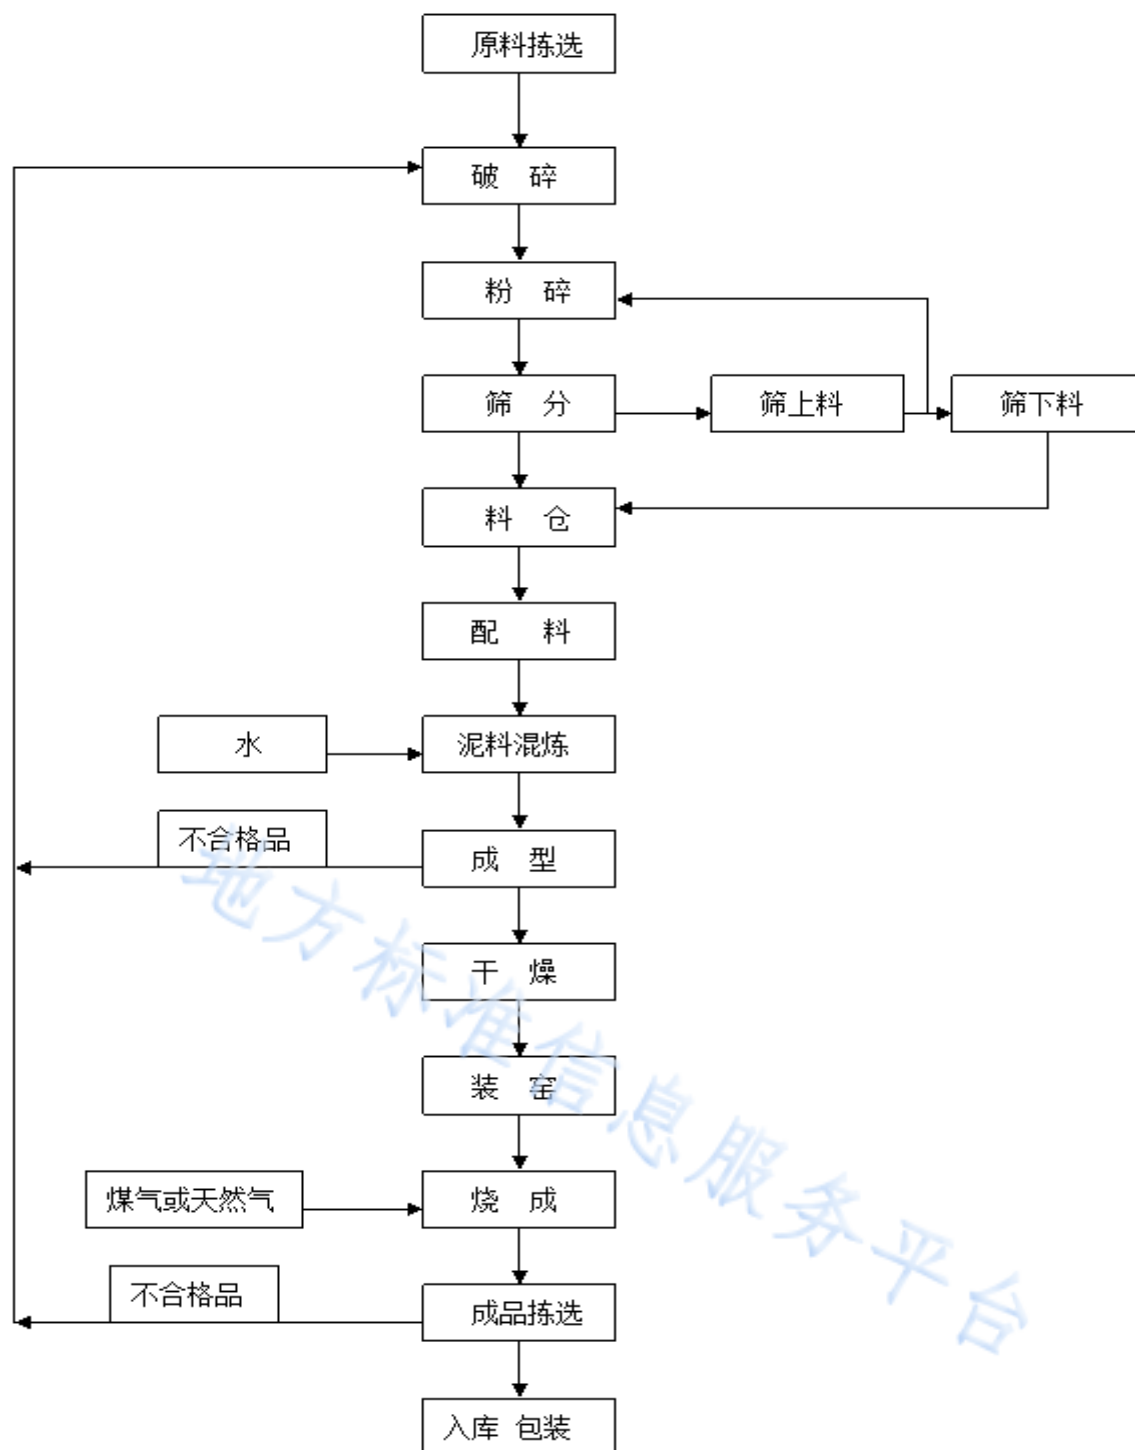 原料拣选
破 碎
粉 碎
筛 分
筛上料
筛下料
料 仓
配 料
水
泥料混炼
不合格品
成 型
干 燥
装 窑
煤气或天然气
烧 成
不合格品
成品拣选
入库 包装
地方标准信息服务平台